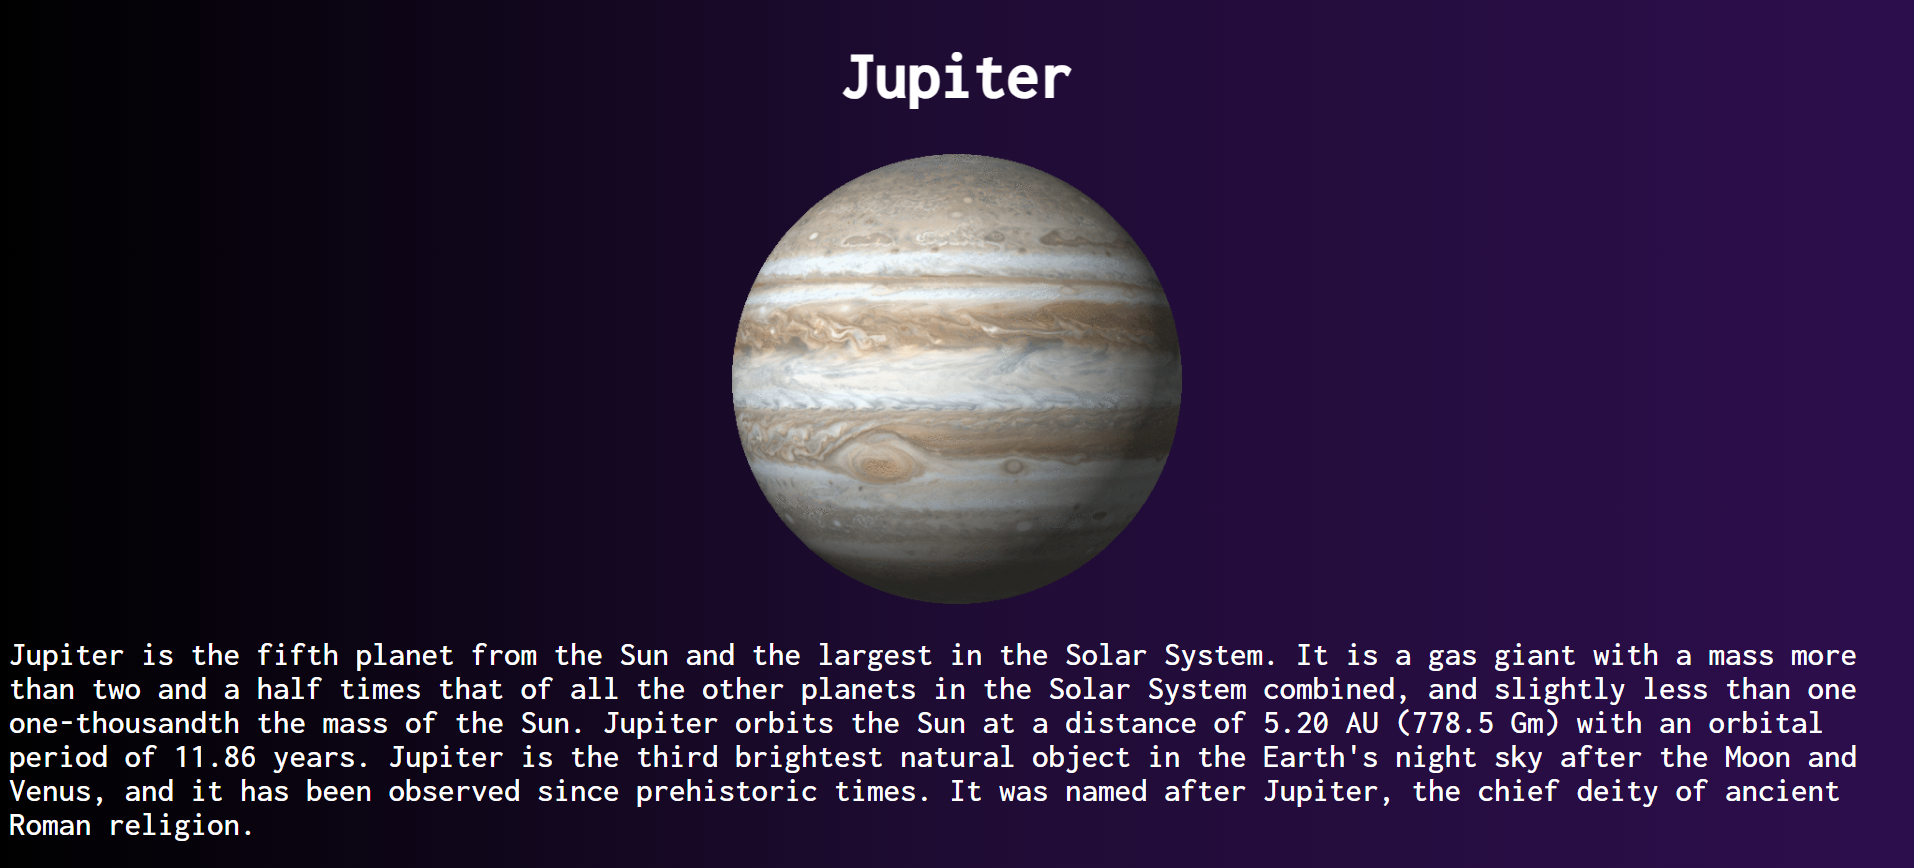 Jupiter
Jupiter is the fifth planet from the Sun and the largest in the Solar System. It is a gas giant with a mass more
than two and a half times that of all the other planets in the Solar System combined, and slightly less than one
one-thousandth the mass of the Sun. Jupiter orbits the Sun at a distance of 5.20 AU (778.5 Gm) with an orbital
period of 11.86 years. Jupiter is the third brightest natural object in the Earth's night sky after the Moon and
Venus, and it has been observed since prehistoric times. It was named after Jupiter, the chief deity of ancient
Roman religion.